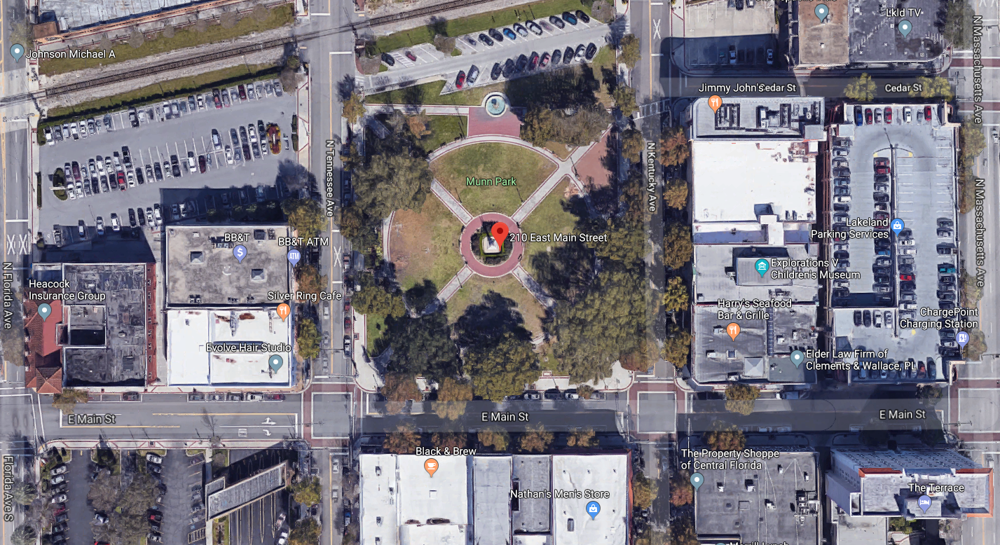 Lkld TV
Johnson Michael A
N Massachusetts Ave
Jimmy John's
Cedar St
Cedar St
N Tennessee Ave
N Kentucky Ave
Munn Park
N Massachusetts Ave
Lakeland
Parking Services
BB&T
BB&T ATM
ATM
210 East Main Street
N Florida Ave
Explorations V
Children's Museum
Heacock
Insurance Group
Silver Ring Cafe
Harry's Seafood
Bar & Grille
ChargePoint
Charging Station
Evolve Hair Studio
Elder Law Firm of
Clements & Wallace, PL
E Main St
E Main St
E Main St
Black & Brew
The Property Shoppe
of Central Florida
Florida Ave S
Nathan's Men's Store
The Terrace